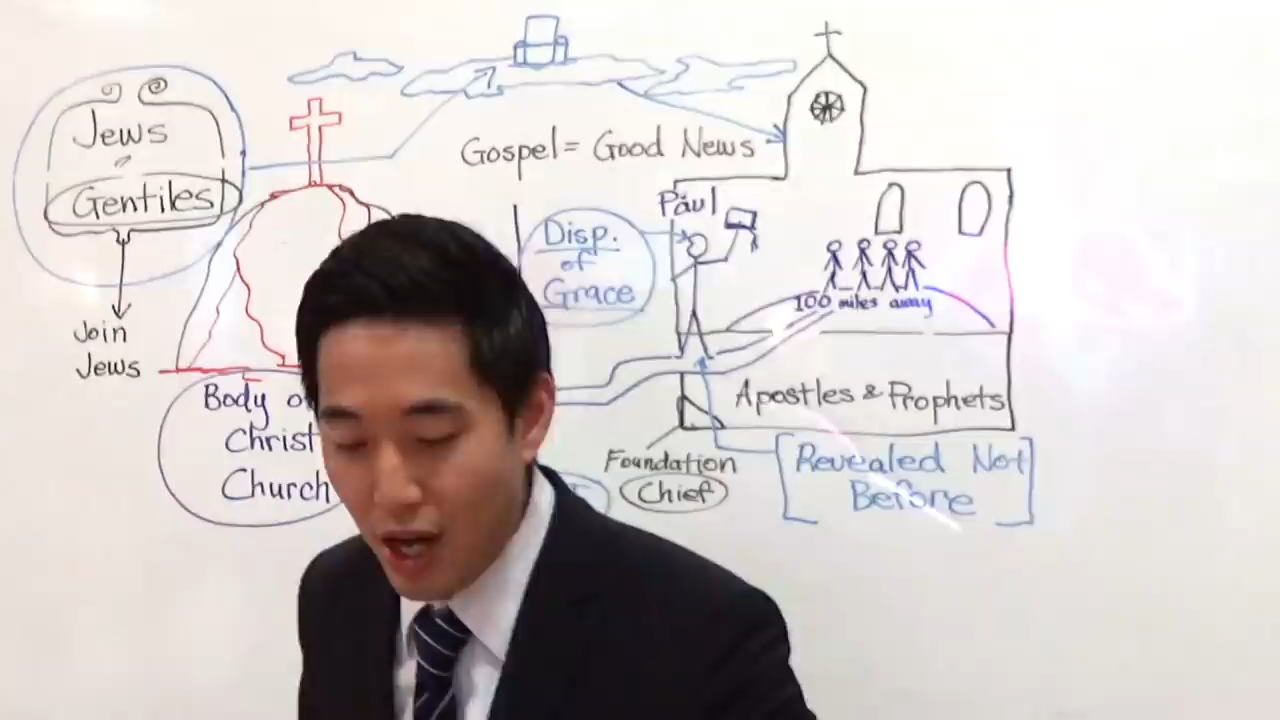 Jews
Gentiles
Join
Jews
Gospel = Good News
Disp.
of
Grace
Paul
100 miles away
Apostles & Prophets
Body
Christ
Church
Foundation
Chief
Revealed Not
Before